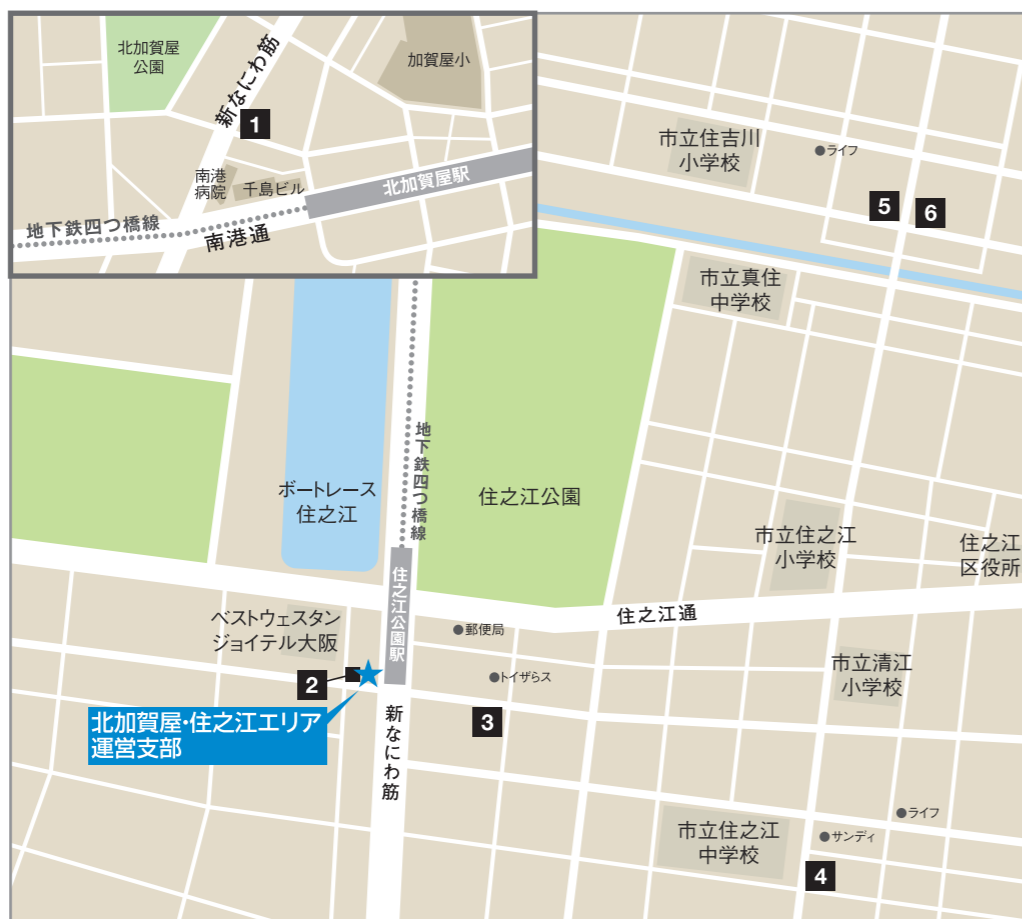 北加賀屋
公園
新なにわ筋
加賀屋小
1
南港
病院
千島ビル
北加賀屋駅
地下鉄四つ橋線
南港通
市立住吉川
小学校
ライフ
5
6
市立真住
中学校
地下鉄四つ橋線
ボートレース
住之江
住之江公園
市立住之江
小学校
住之江
区役所
住之江公園駅
住之江通
ベストウェスタン
ジョイテル大阪
郵便局
トイザらス
市立清江
小学校
2
3
北加賀屋・住之江エリア
運営支部
新なにわ筋
市立住之江
中学校
ライフ
サンディ
4